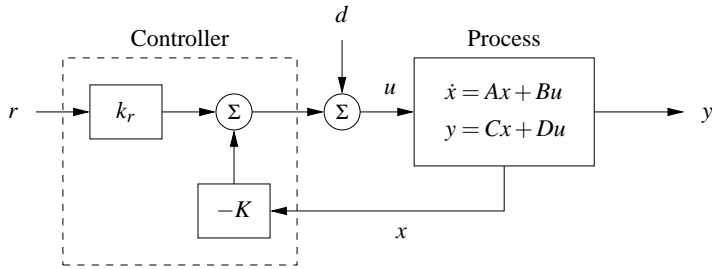 Controller
d
Process
r
k_r
Σ
Σ
u
ẋ = Ax + Bu
y = Cx + Du
y
−K
x